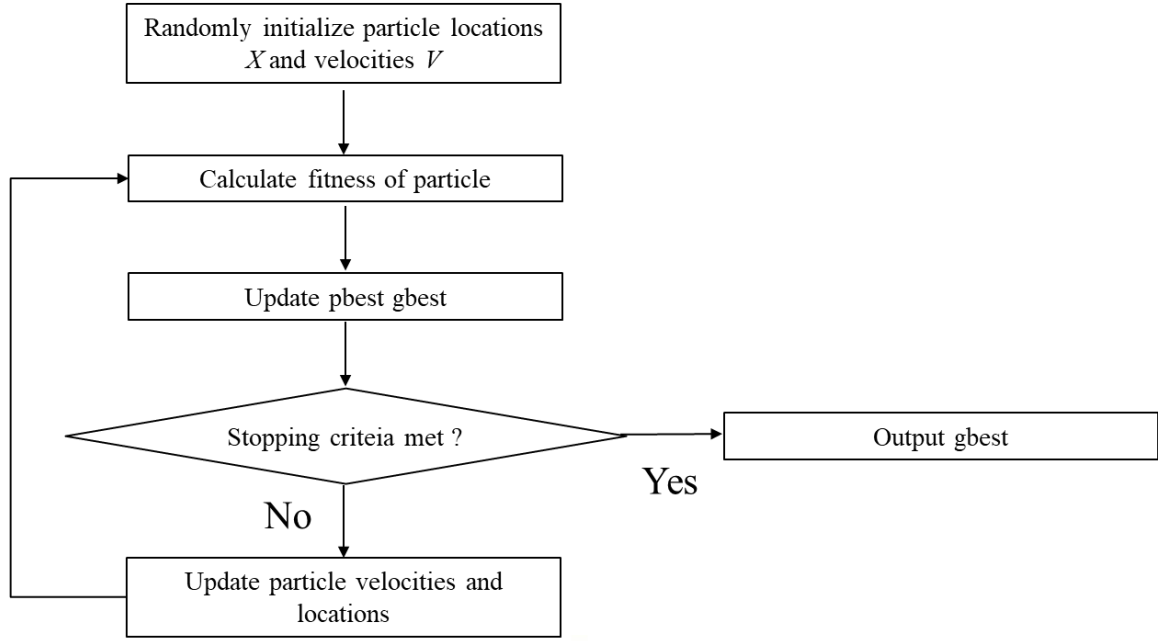 Randomly initialize particle locations
X and velocities V
Calculate fitness of particle
Update pbest gbest
Stopping criteia met ?
Output gbest
Yes
No
Update particle velocities and
locations